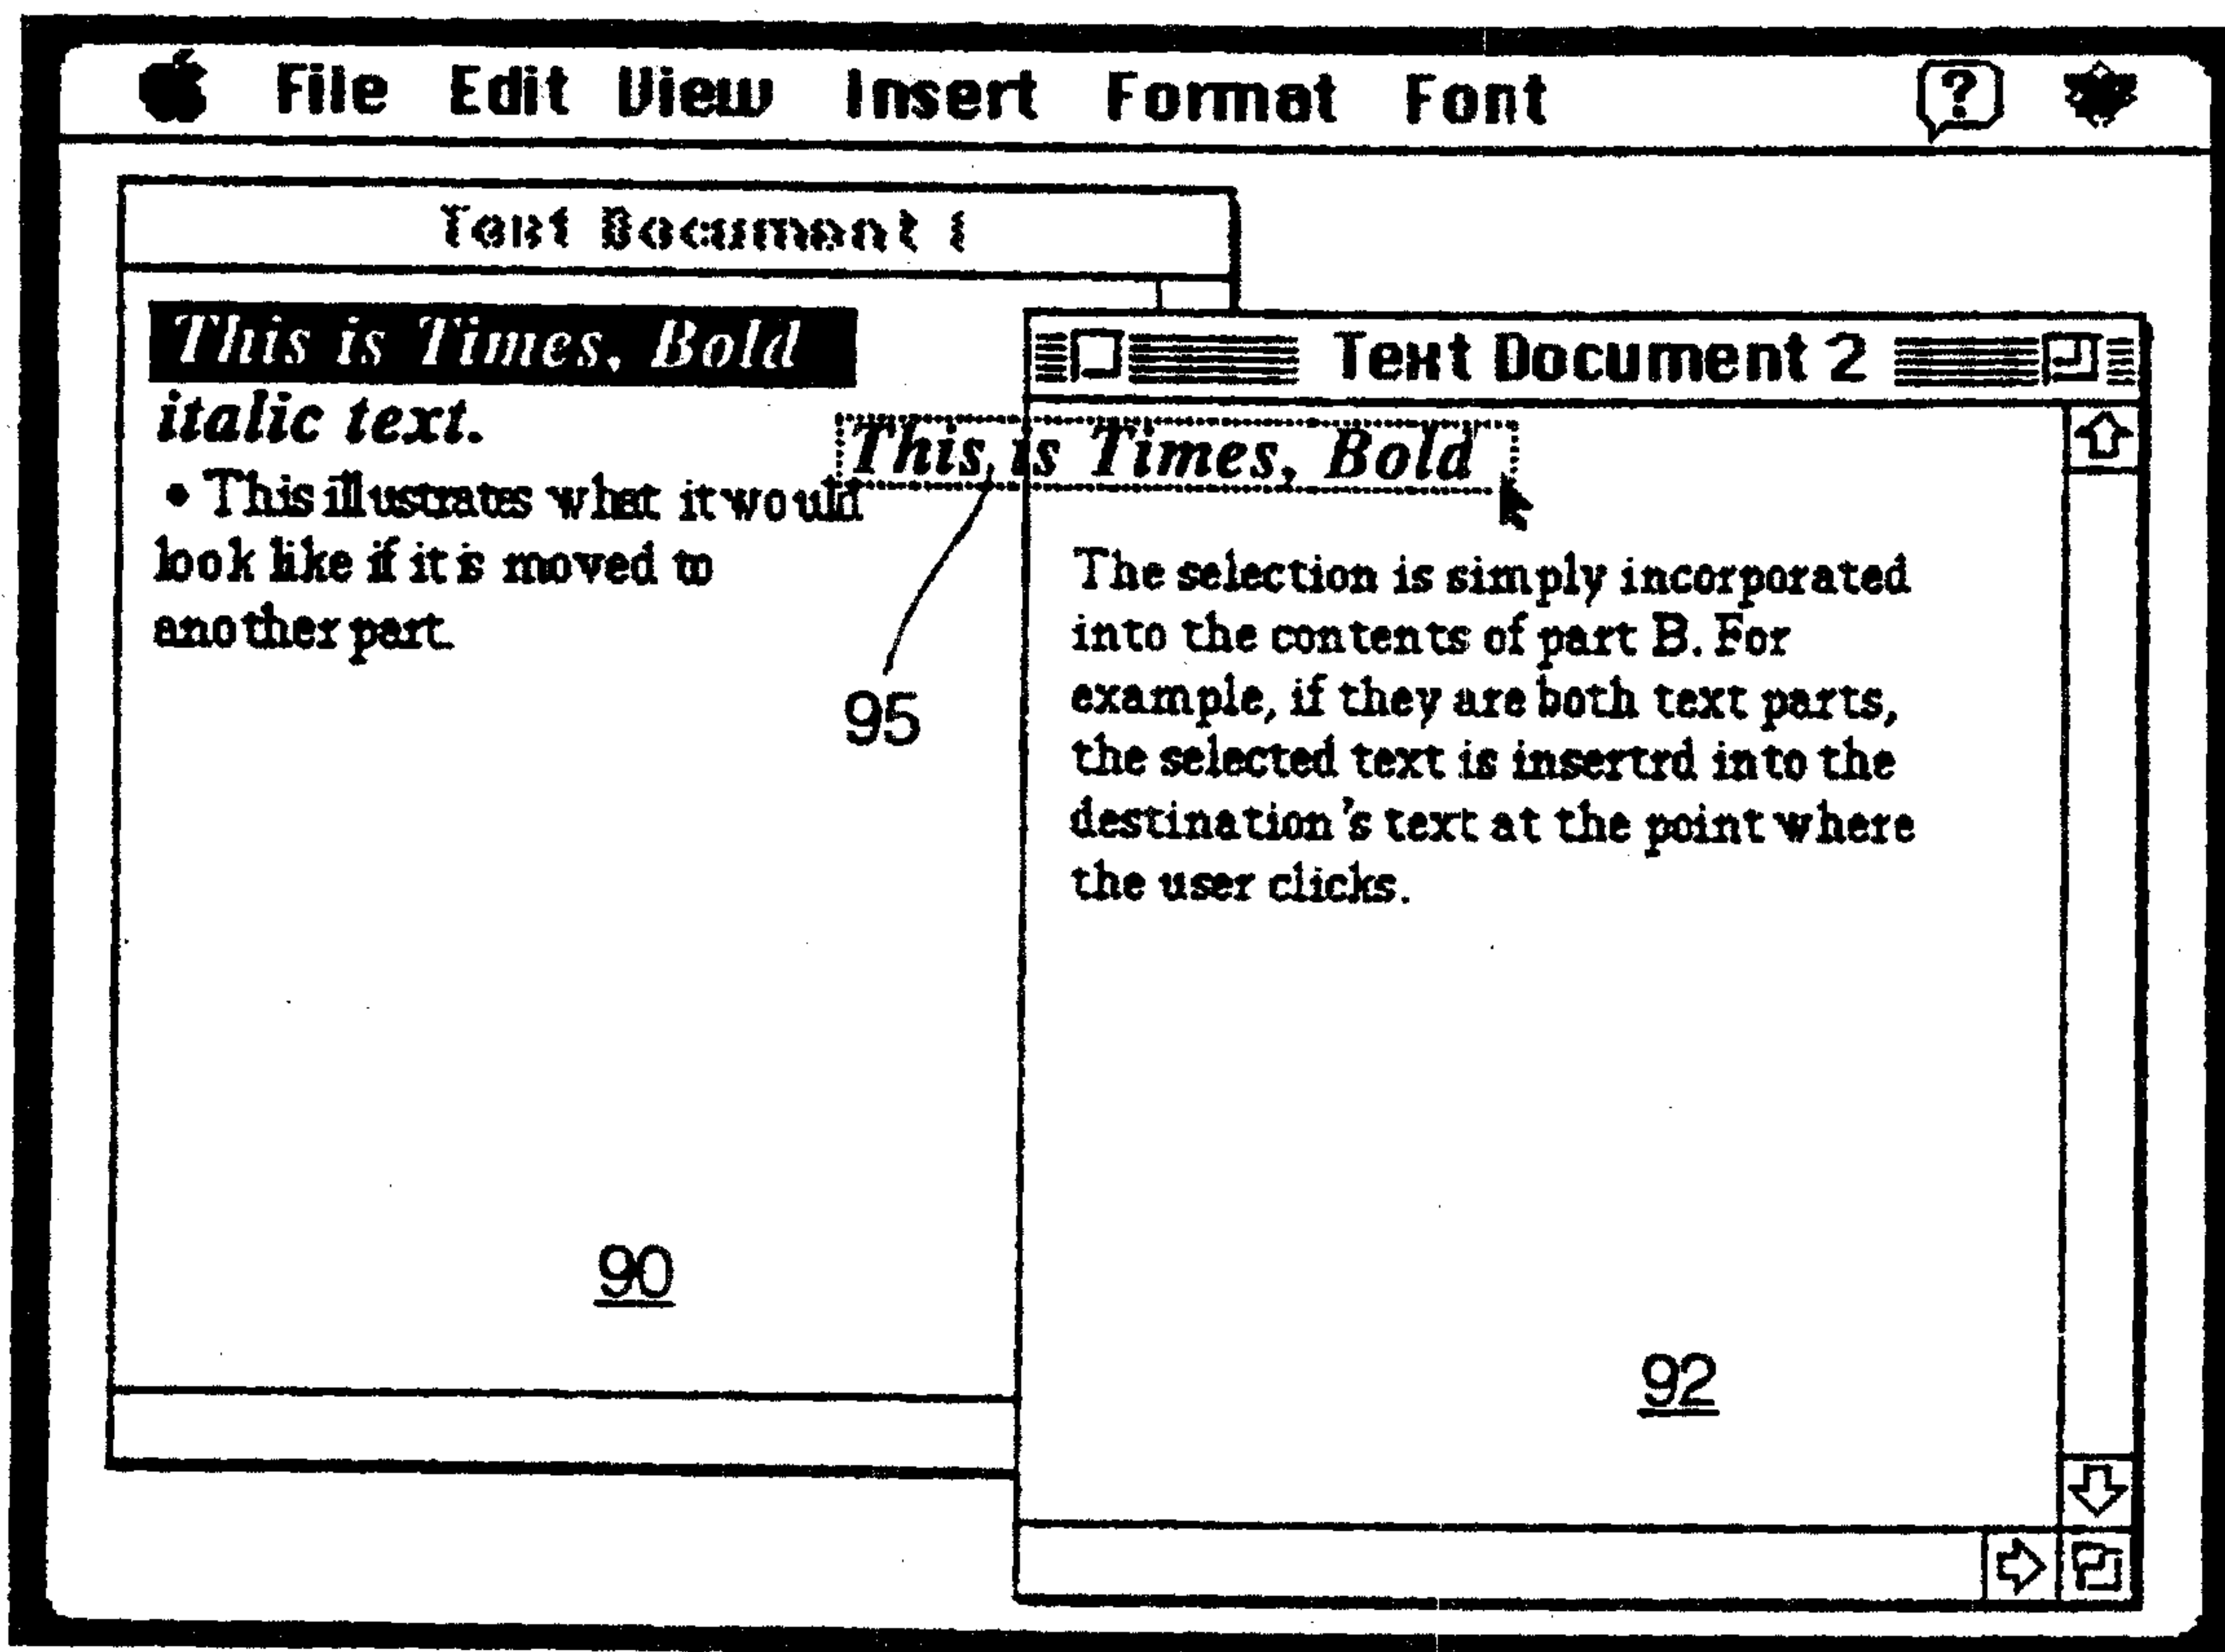 File Edit View Insert Format Font ?
Text Document 1
This is Times, Bold
italic text.
• This illustrates what it would
look like if it is moved to
another part.
90
Text Document 2
This is Times, Bold
95
The selection is simply incorporated
into the contents of part B. For
example, if they are both text parts,
the selected text is insertrd into the
destination's text at the point where
the user clicks.
92